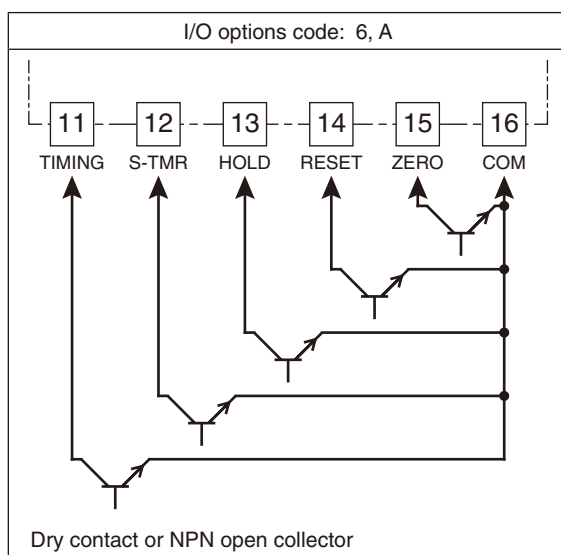 I/O options code: 6, A
11 12 13 14 15 16
TIMING S-TMR HOLD RESET ZERO COM
Dry contact or NPN open collector